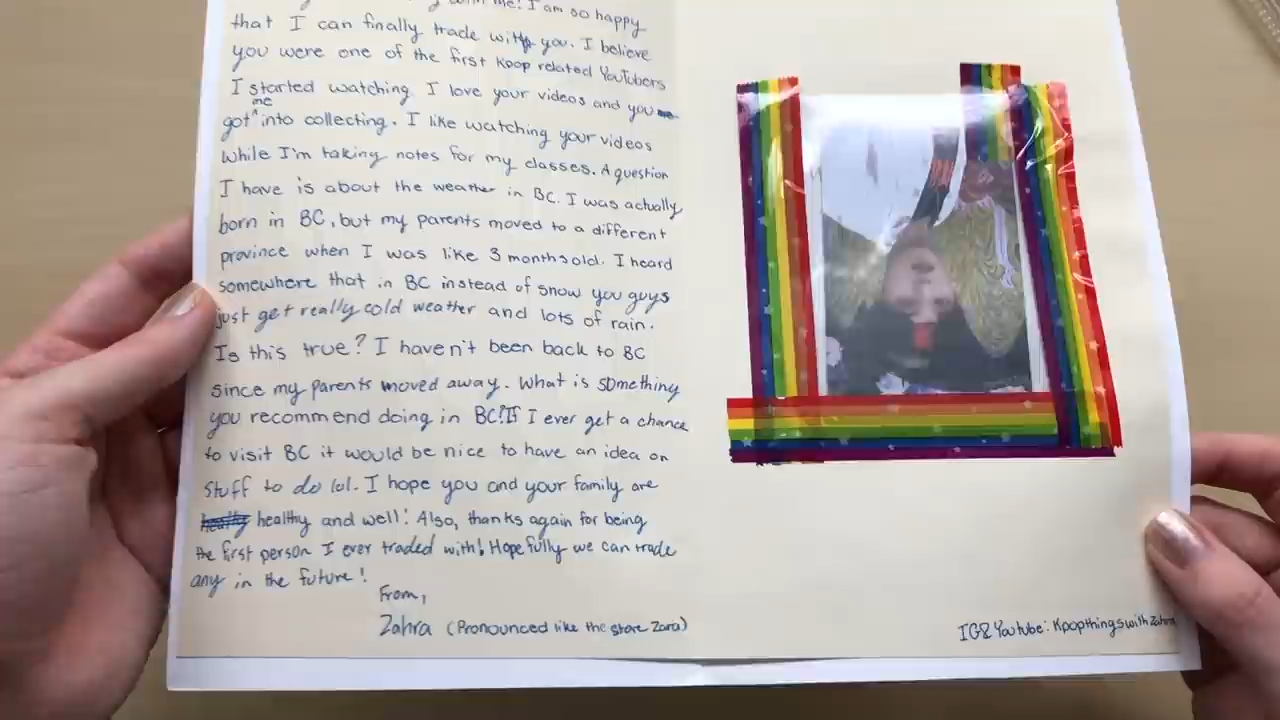 with me! I am so happy
that I can finally trade with you. I believe
you were one of the first Kpop related YouTubers
I started watching. I love your videos and you
got me into collecting. I like watching your videos
while I'm taking notes for my classes. A question
I have is about the weather in BC. I was actually
born in BC, but my parents moved to a different
province when I was like 3 months old. I heard
somewhere that in BC instead of snow you guys
just get really cold weather and lots of rain.
Is this true? I haven't been back to BC
since my parents moved away. What is something
you recommend doing in BC? If I ever get a chance
to visit BC it would be nice to have an idea on
stuff to do lol. I hope you and your family are
healthy and well! Also, thanks again for being
the first person I ever traded with! Hopefully we can trade
any in the future!
From,
Zahra (Pronounced like the store Zara)
IG & Youtube: Kpopthingswithzahra